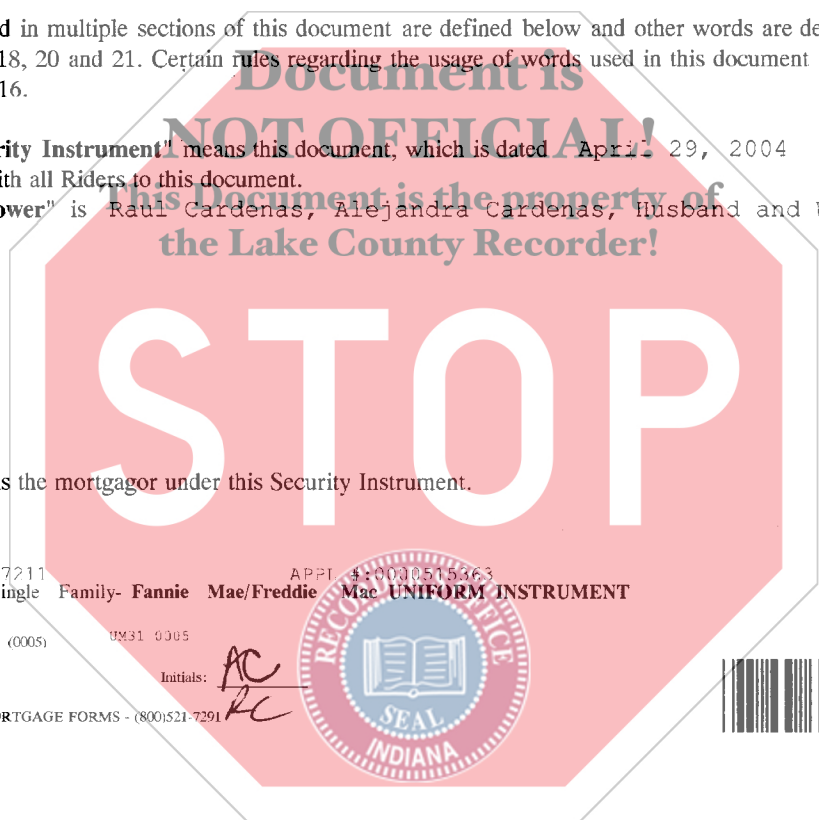 d in multiple sections of this document are defined below and other words are de
18, 20 and 21. Certain rules regarding the usage of words used in this document
16.
Document is
NOT OFFICIAL!
This Document is the property of
the Lake County Recorder!
rity Instrument" means this document, which is dated April 29, 2004
ith all Riders to this document.
ower" is Raul Cardenas, Alejandra Cardenas, Husband and W
STOP
s the mortgagor under this Security Instrument.
7211 APPL #:0000515363
ingle Family- Fannie Mae/Freddie Mac UNIFORM INSTRUMENT
(0005) UM31 0005
Initials: AC
RC
RTGAGE FORMS - (800)521-7291
RECORDER'S OFFICE
SEAL
INDIANA